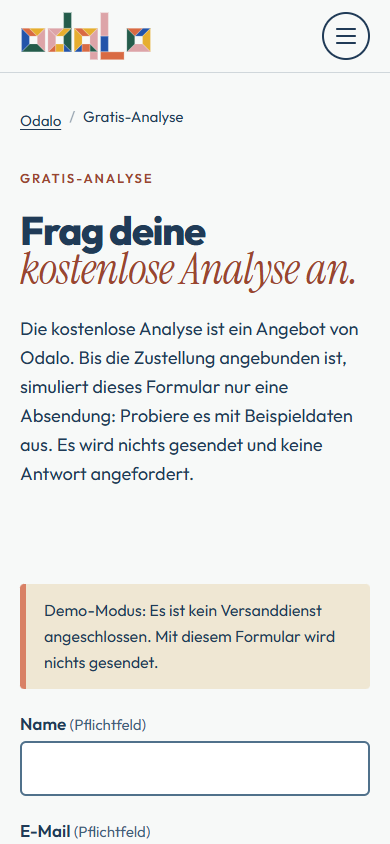 odalo
Odalo / Gratis-Analyse
GRATIS-ANALYSE
Frag deine
kostenlose Analyse an.
Die kostenlose Analyse ist ein Angebot von
Odalo. Bis die Zustellung angebunden ist,
simuliert dieses Formular nur eine
Absendung: Probiere es mit Beispieldaten
aus. Es wird nichts gesendet und keine
Antwort angefordert.
Demo-Modus: Es ist kein Versanddienst
angeschlossen. Mit diesem Formular wird
nichts gesendet.
Name (Pflichtfeld)
E-Mail (Pflichtfeld)